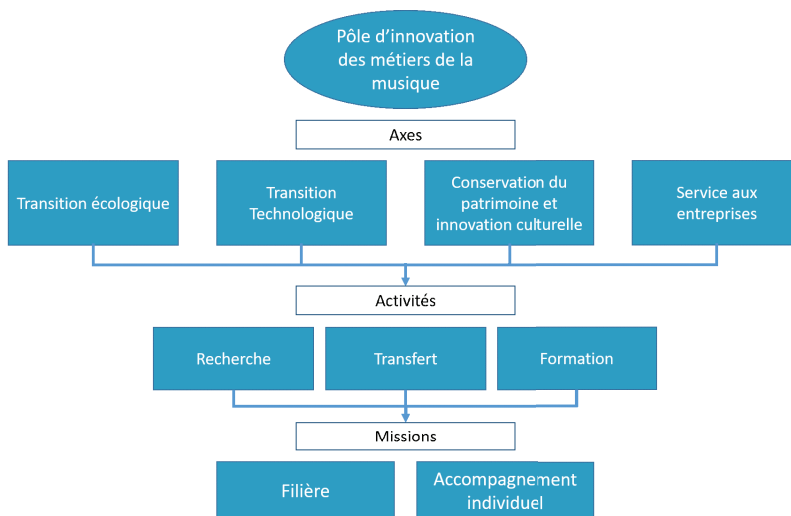 Pôle d'innovation
des métiers de la
musique
Axes
Transition écologique
Transition
Technologique
Conservation du
patrimoine et
innovation culturelle
Service aux
entreprises
Activités
Recherche
Transfert
Formation
Missions
Filière
Accompagnement
individuel